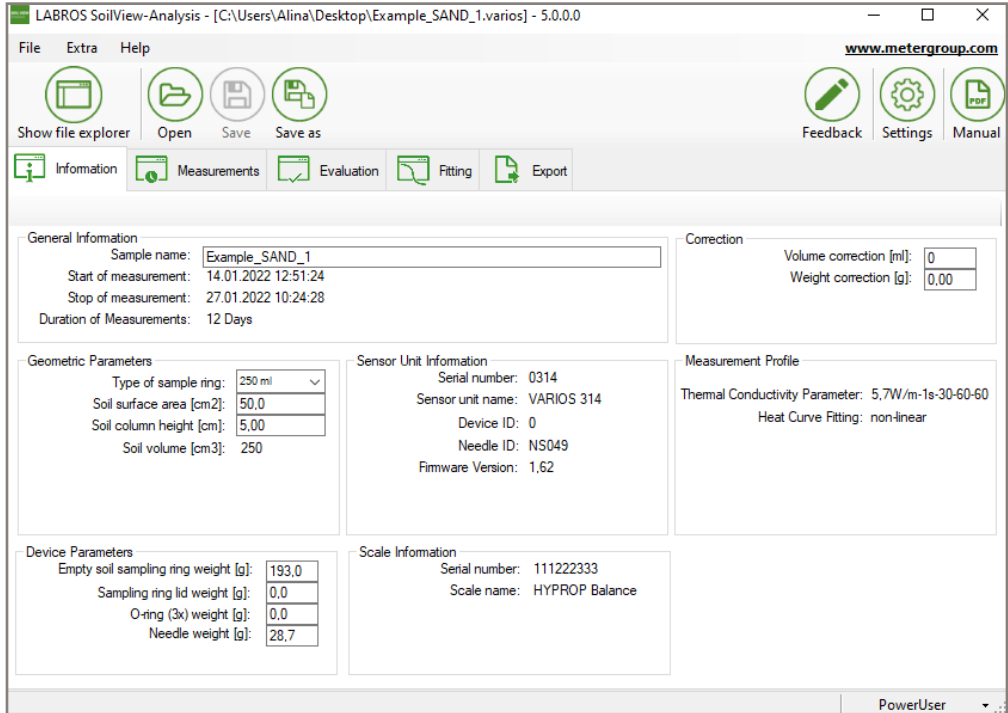 LABROS SoilView-Analysis - [C:\Users\Alina\Desktop\Example_SAND_1.varios] - 5.0.0.0
File Extra Help www.metergroup.com
Show file explorer Open Save Save as Feedback Settings Manual
Information Measurements Evaluation Fitting Export
General Information
Sample name: Example_SAND_1
Start of measurement: 14.01.2022 12:51:24
Stop of measurement: 27.01.2022 10:24:28
Duration of Measurements: 12 Days
Correction
Volume correction [ml]: 0
Weight correction [g]: 0,00
Geometric Parameters
Type of sample ring: 250 ml
Soil surface area [cm2]: 50,0
Soil column height [cm]: 5,00
Soil volume [cm3]: 250
Sensor Unit Information
Serial number: 0314
Sensor unit name: VARIOS 314
Device ID: 0
Needle ID: NS049
Firmware Version: 1,62
Measurement Profile
Thermal Conductivity Parameter: 5,7W/m-1s-30-60-60
Heat Curve Fitting: non-linear
Device Parameters
Empty soil sampling ring weight [g]: 193,0
Sampling ring lid weight [g]: 0,0
O-ring (3x) weight [g]: 0,0
Needle weight [g]: 28,7
Scale Information
Serial number: 111222333
Scale name: HYPROP Balance
PowerUser